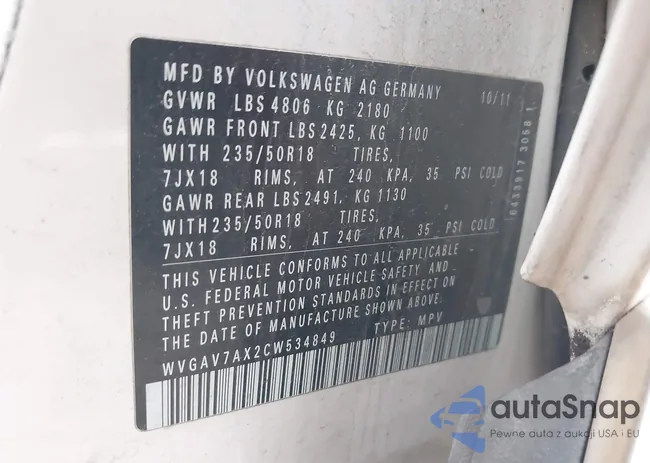 MFD BY VOLKSWAGEN AG GERMANY 10/11
GVWR LBS 4806 KG 2180
GAWR FRONT LBS 2425, KG 1100
WITH 235/50R18 TIRES,
7JX18 RIMS, AT 240 KPA, 35 PSI COLD
GAWR REAR LBS 2491, KG 1130
WITH 235/50R18 TIRES,
7JX18 RIMS, AT 240 KPA, 35 PSI COLD
THIS VEHICLE CONFORMS TO ALL APPLICABLE
U.S. FEDERAL MOTOR VEHICLE SAFETY AND
THEFT PREVENTION STANDARDS IN EFFECT ON
THE DATE OF MANUFACTURE SHOWN ABOVE.
WVGAV7AX2CW534849 TYPE: MPV
autaSnap
Pewne auta z aukcji USA i EU